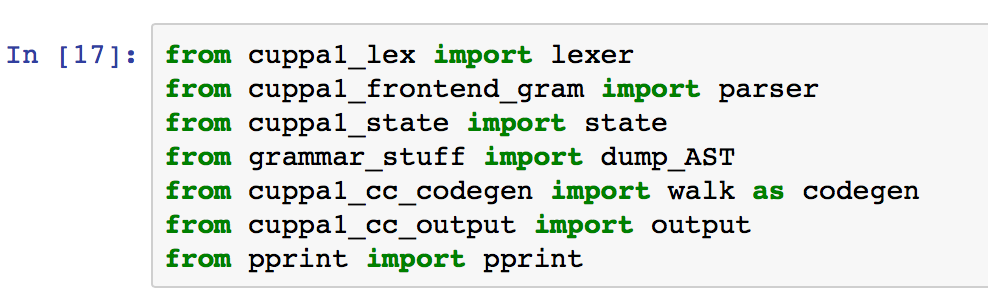 In [17]: from cuppa1_lex import lexer
from cuppa1_frontend_gram import parser
from cuppa1_state import state
from grammar_stuff import dump_AST
from cuppa1_cc_codegen import walk as codegen
from cuppa1_cc_output import output
from pprint import pprint